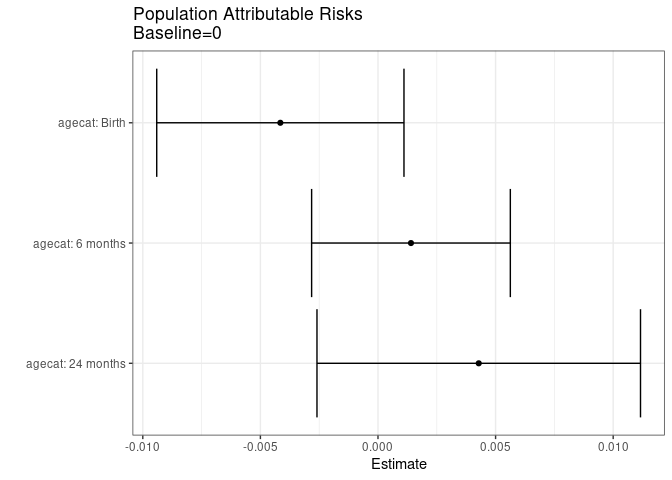 Population Attributable Risks
Baseline=0
agecat: Birth
agecat: 6 months
agecat: 24 months
-0.010 -0.005 0.000 0.005 0.010
Estimate